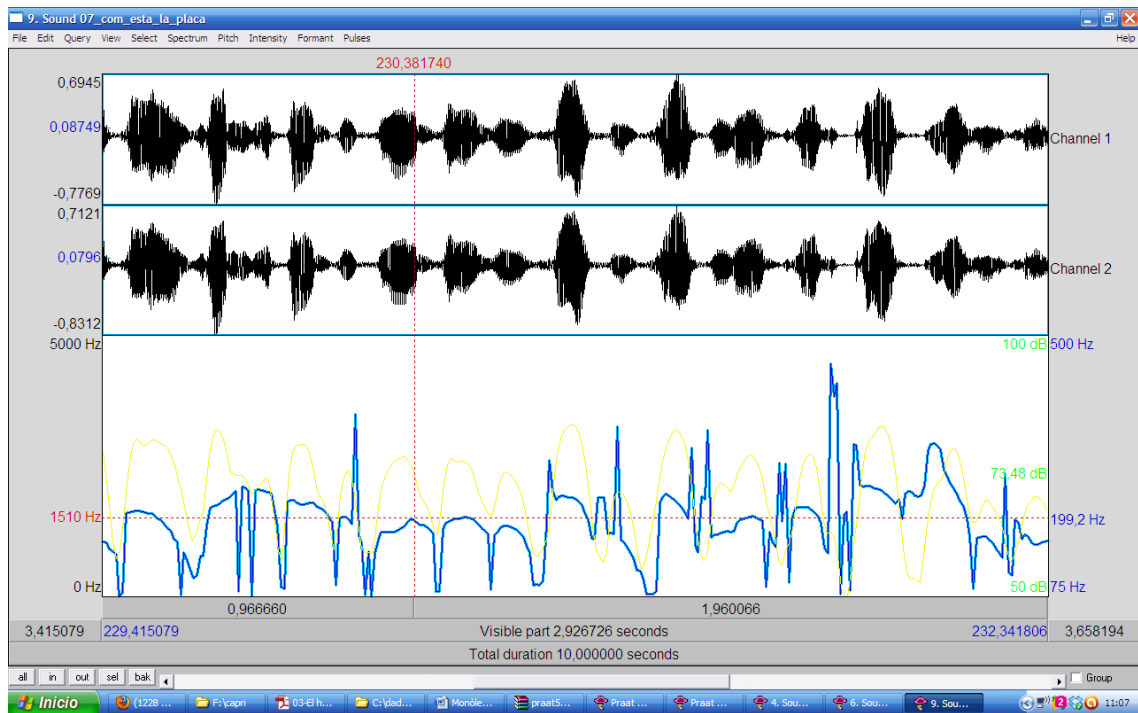 9. Sound 07_com_esta_la_placa
File Edit Query View Select Spectrum Pitch Intensity Formant Pulses Help
230,381740
0,6945
0,08749
Channel 1
-0,7769
0,7121
0,0796
Channel 2
-0,8312
5000 Hz 100 dB 500 Hz
73,48 dB
1510 Hz 199,2 Hz
0 Hz 50 dB 75 Hz
0,966660 1,960066
3,415079 229,415079 Visible part 2,926726 seconds 232,341806 3,658194
Total duration 10,000000 seconds
all in out sel bak Group
Inicio (1228 ... F:\capri 03-El h... C:\dad... Monòle... praat5... Praat ... Praat ... 4. Sou... 6. Sou... 9. Sou... 2 11:07